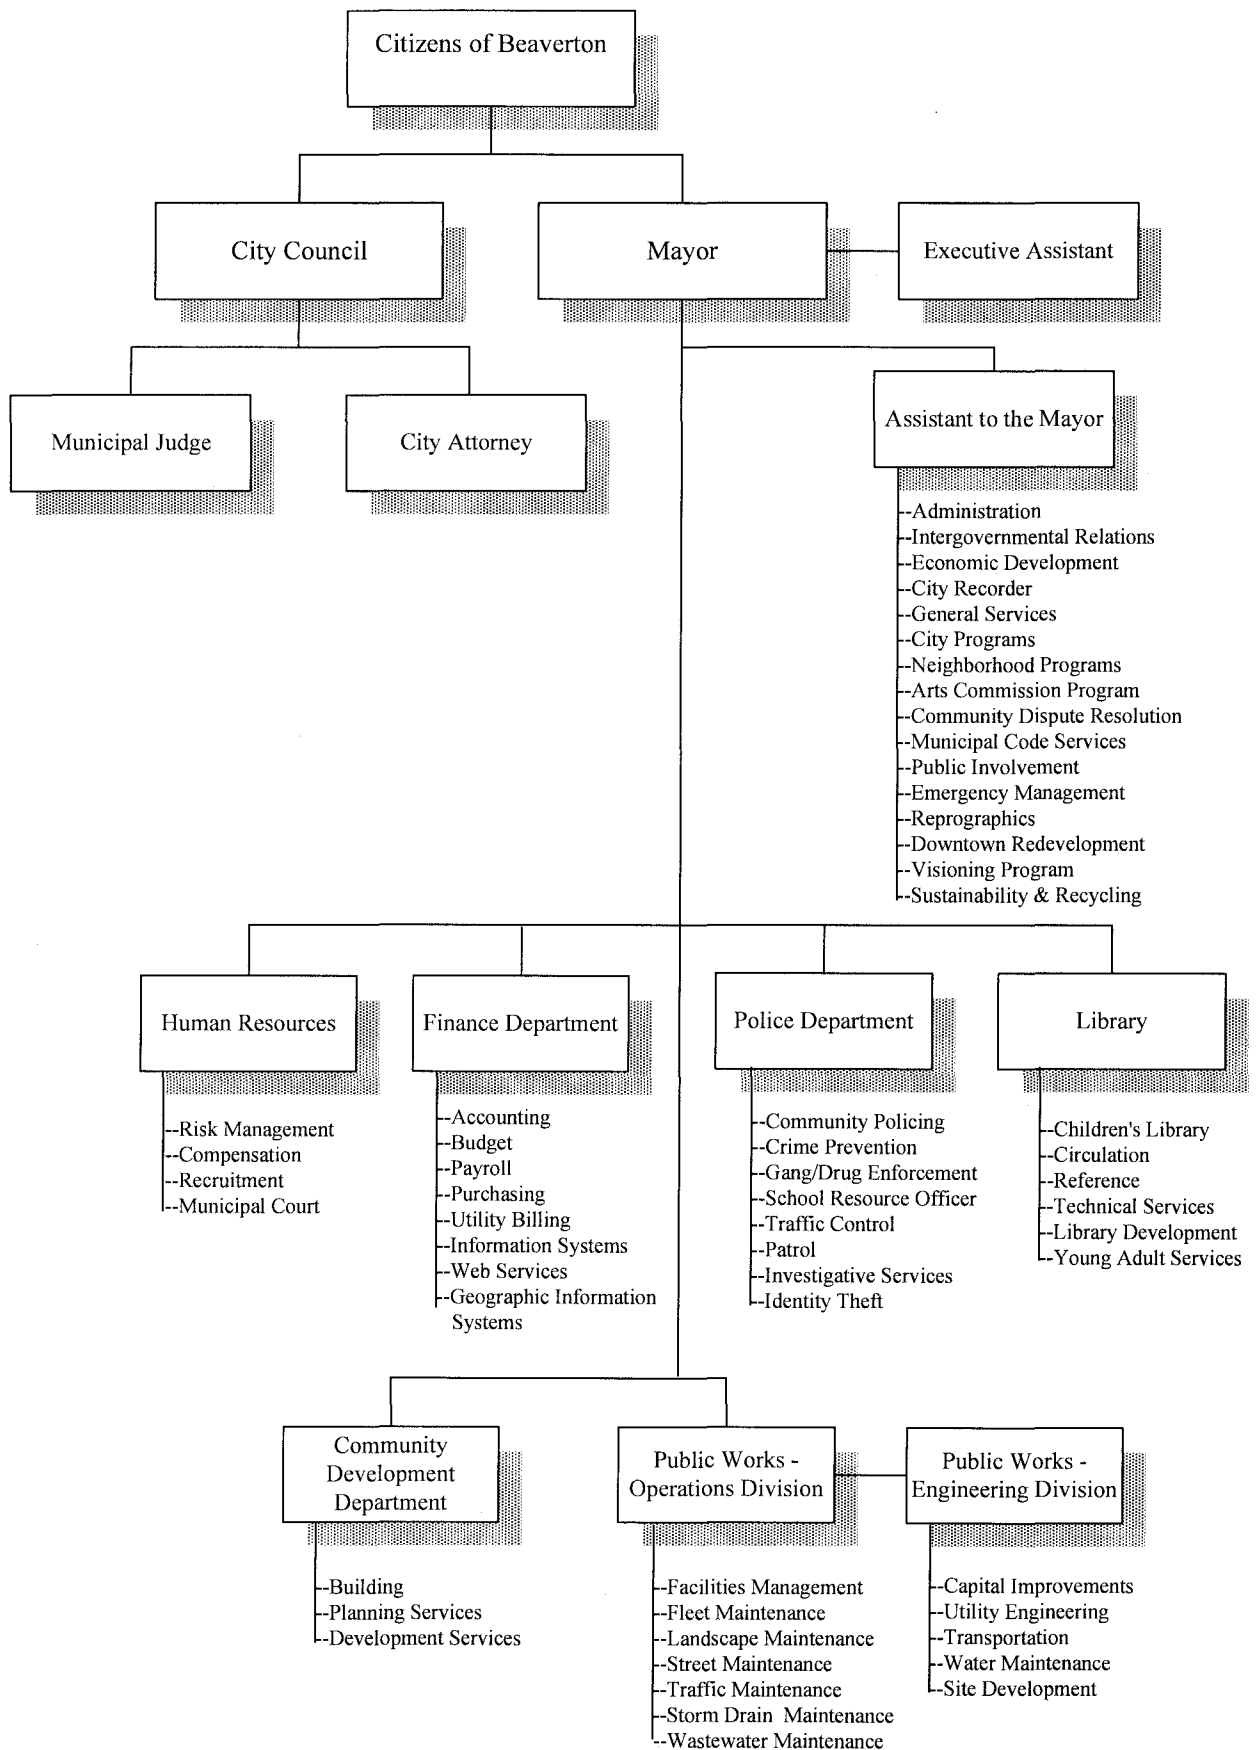 Citizens of Beaverton
City Council
Mayor
Executive Assistant
Municipal Judge
City Attorney
Assistant to the Mayor
--Administration
--Intergovernmental Relations
--Economic Development
--City Recorder
--General Services
--City Programs
--Neighborhood Programs
--Arts Commission Program
--Community Dispute Resolution
--Municipal Code Services
--Public Involvement
--Emergency Management
--Reprographics
--Downtown Redevelopment
--Visioning Program
--Sustainability & Recycling
Human Resources
--Risk Management
--Compensation
--Recruitment
--Municipal Court
Finance Department
--Accounting
--Budget
--Payroll
--Purchasing
--Utility Billing
--Information Systems
--Web Services
--Geographic Information
Systems
Police Department
--Community Policing
--Crime Prevention
--Gang/Drug Enforcement
--School Resource Officer
--Traffic Control
--Patrol
--Investigative Services
--Identity Theft
Library
--Children's Library
--Circulation
--Reference
--Technical Services
--Library Development
--Young Adult Services
Community
Development
Department
--Building
--Planning Services
--Development Services
Public Works -
Operations Division
--Facilities Management
--Fleet Maintenance
--Landscape Maintenance
--Street Maintenance
--Traffic Maintenance
--Storm Drain Maintenance
--Wastewater Maintenance
Public Works -
Engineering Division
--Capital Improvements
--Utility Engineering
--Transportation
--Water Maintenance
--Site Development